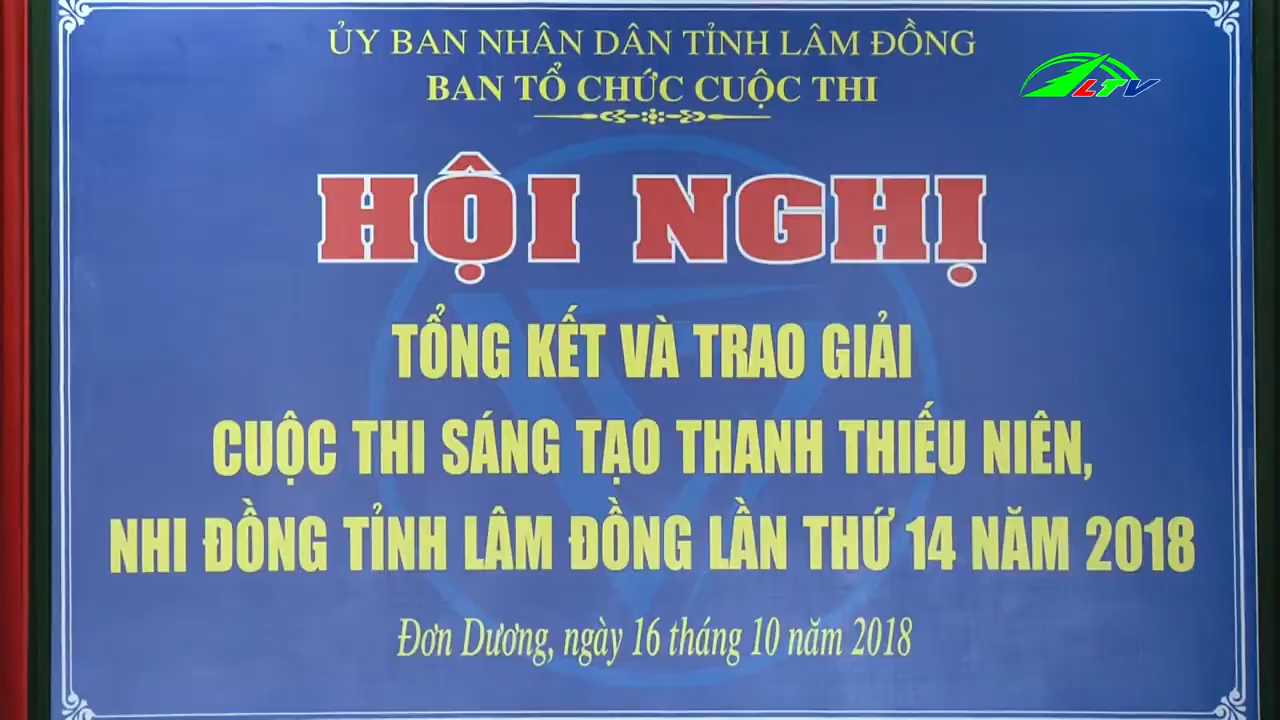 ỦY BAN NHÂN DÂN TỈNH LÂM ĐỒNG
BAN TỔ CHỨC CUỘC THI
LTV
HỘI NGHỊ
TỔNG KẾT VÀ TRAO GIẢI
CUỘC THI SÁNG TẠO THANH THIẾU NIÊN,
NHI ĐỒNG TỈNH LÂM ĐỒNG LẦN THỨ 14 NĂM 2018
Đơn Dương, ngày 16 tháng 10 năm 2018